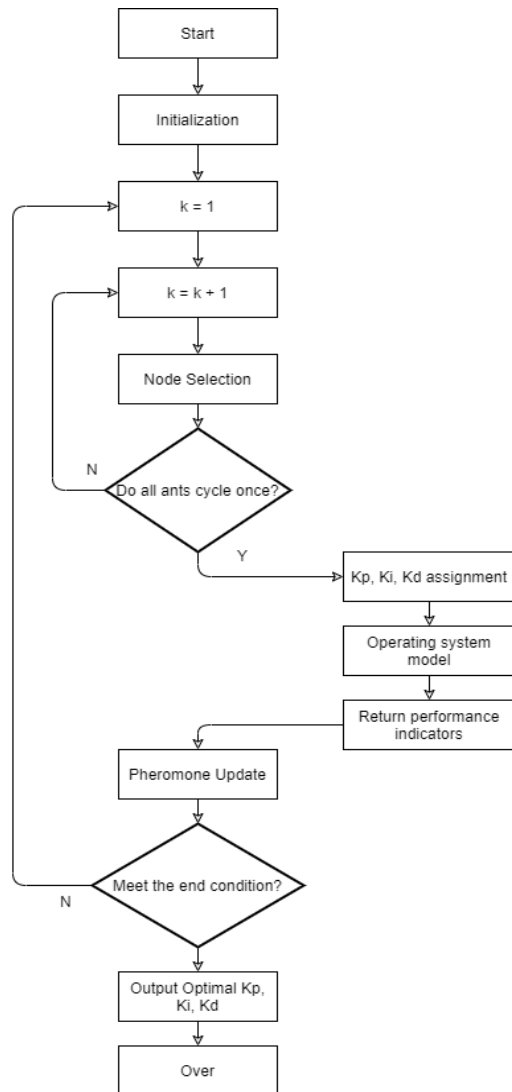 Start
Initialization
k = 1
k = k + 1
Node Selection
N
Do all ants cycle once?
Y
Kp, Ki, Kd assignment
Operating system
model
Return performance
indicators
Pheromone Update
Meet the end condition?
N
Output Optimal Kp,
Ki, Kd
Over